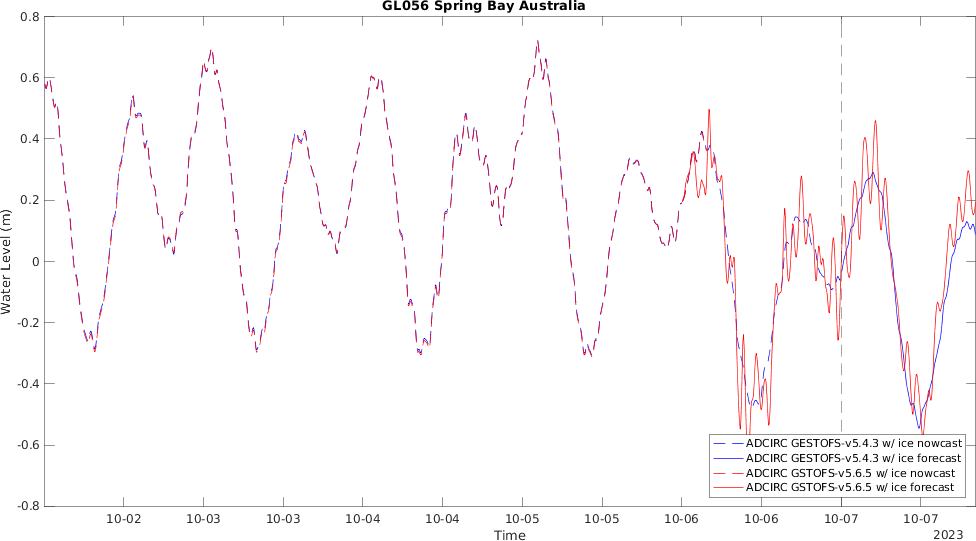 GL056 Spring Bay Australia
0.8
0.6
0.4
0.2
0
-0.2
-0.4
-0.6
-0.8
Water Level (m)
10-02 10-03 10-03 10-04 10-04 10-05 10-05 10-06 10-06 10-07 10-07
Time
2023
ADCIRC GESTOFS-v5.4.3 w/ ice nowcast
ADCIRC GESTOFS-v5.4.3 w/ ice forecast
ADCIRC GSTOFS-v5.6.5 w/ ice nowcast
ADCIRC GSTOFS-v5.6.5 w/ ice forecast